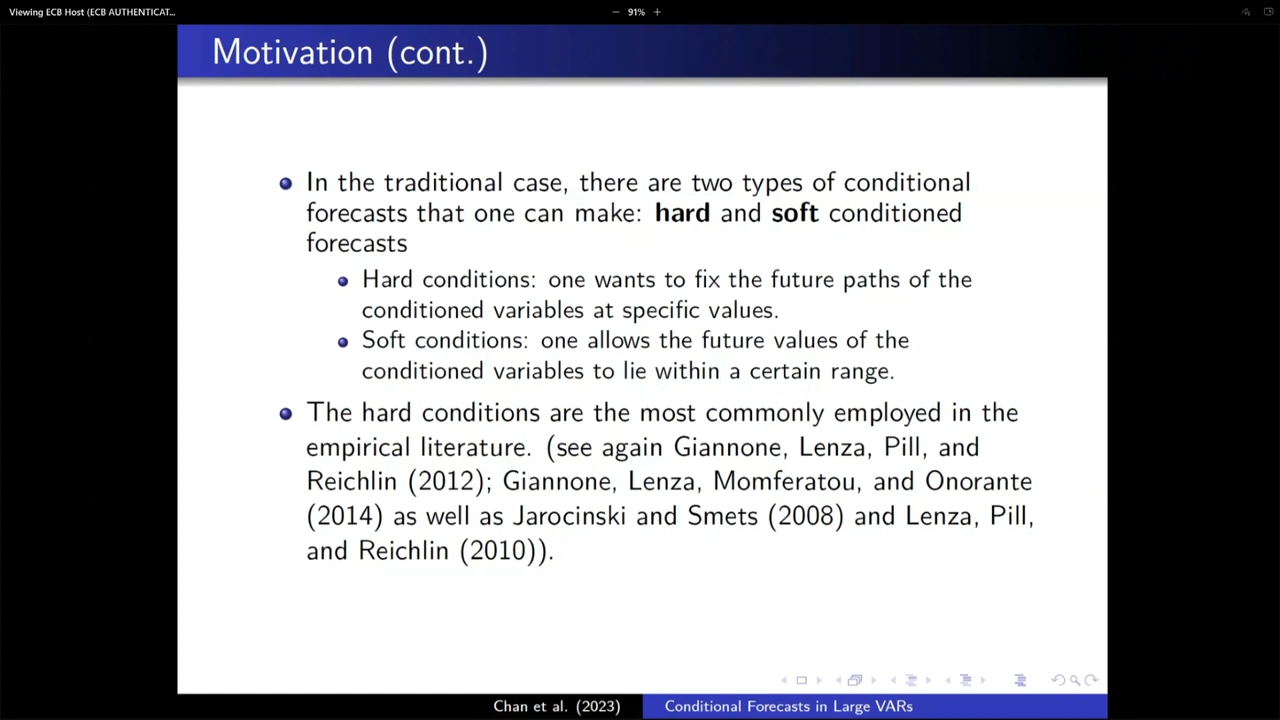 Viewing ECB Host (ECB AUTHENTICAT...
− 91% +
Motivation (cont.)
In the traditional case, there are two types of conditional
forecasts that one can make: hard and soft conditioned
forecasts
Hard conditions: one wants to fix the future paths of the
conditioned variables at specific values.
Soft conditions: one allows the future values of the
conditioned variables to lie within a certain range.
The hard conditions are the most commonly employed in the
empirical literature. (see again Giannone, Lenza, Pill, and
Reichlin (2012); Giannone, Lenza, Momferatou, and Onorante
(2014) as well as Jarocinski and Smets (2008) and Lenza, Pill,
and Reichlin (2010)).
Chan et al. (2023)
Conditional Forecasts in Large VARs